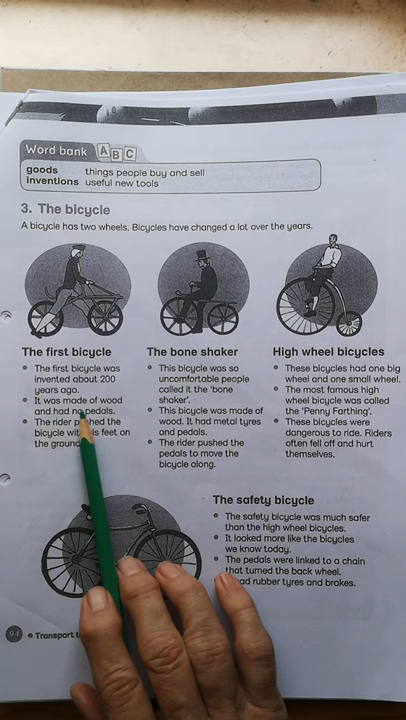 Word bank A B C
goods things people buy and sell
inventions useful new tools
3. The bicycle
A bicycle has two wheels. Bicycles have changed a lot over the years.
The first bicycle
• The first bicycle was
invented about 200
years ago.
• It was made of wood
and had no pedals.
• The rider the
bicycle with his feet on
the
The bone shaker
• This bicycle was so
uncomfortable people
called it the 'bone
shaker'.
• This bicycle was made of
wood. It had metal tyres
and pedals.
• The rider pushed the
pedals to move the
bicycle along.
High wheel bicycles
• These bicycles had one big
wheel and one small wheel.
• The most famous high
wheel bicycle was called
the 'Penny Farthing'.
• These bicycles were
dangerous to ride. Riders
often fell off and hurt
themselves.
The safety bicycle
• The safety bicycle was much safer
than the high wheel bicycles.
• It looked more like the bicycles
we know today.
• The pedals were linked to a chain
that turned the back wheel.
had rubber tyres and brakes.
94 • Transport